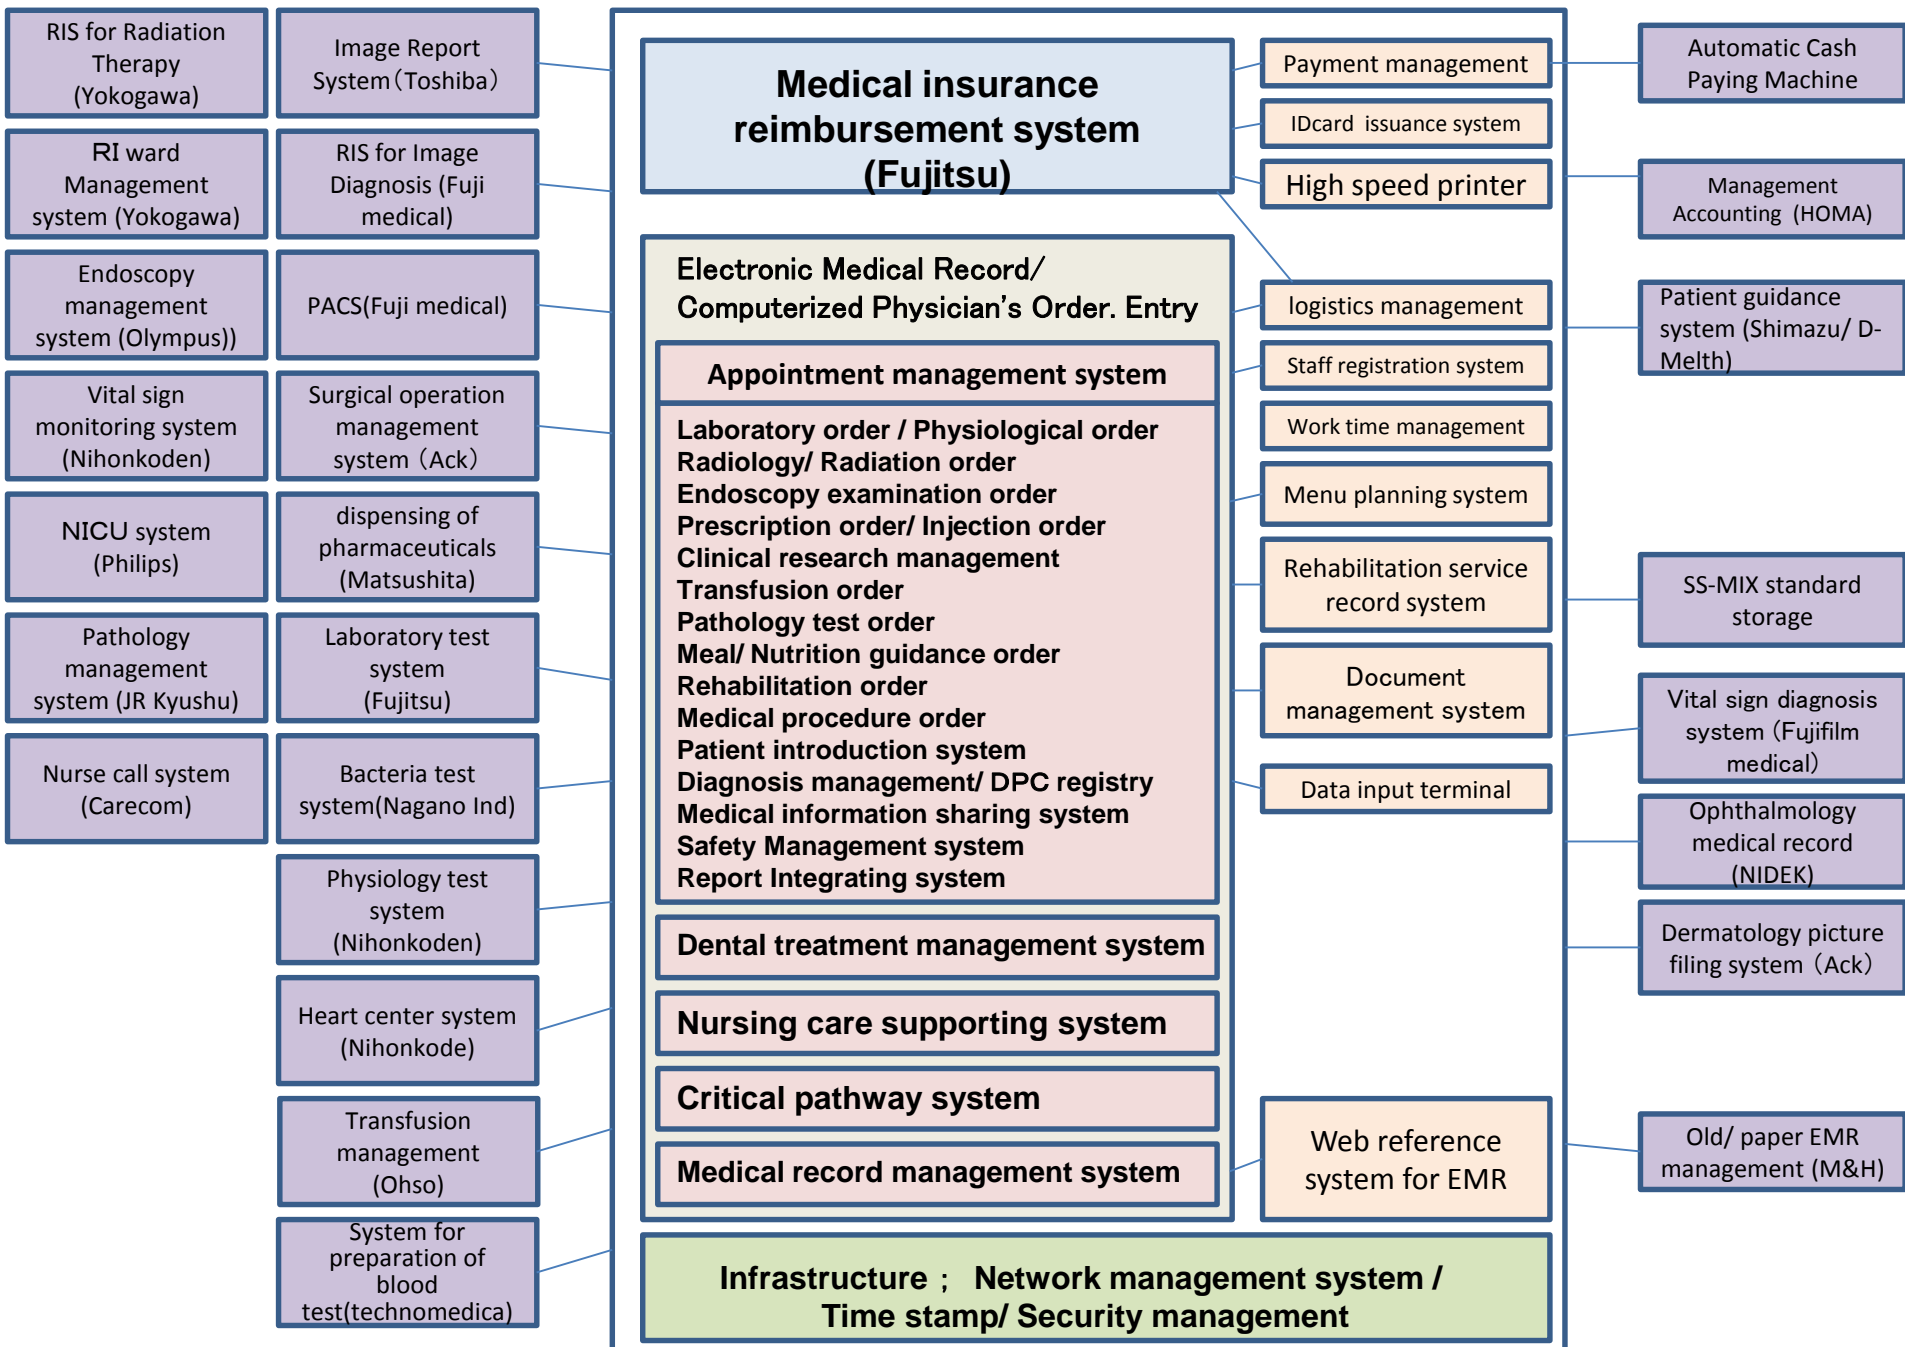 RIS for Radiation
Therapy
(Yokogawa)
Image Report
System（Toshiba）
RI ward
Management
system (Yokogawa)
RIS for Image
Diagnosis (Fuji
medical)
Endoscopy
management
system (Olympus))
PACS(Fuji medical)
Vital sign
monitoring system
(Nihonkoden)
Surgical operation
management
system（Ack）
NICU system
(Philips)
dispensing of
pharmaceuticals
(Matsushita)
Pathology
management
system (JR Kyushu)
Laboratory test
system
(Fujitsu)
Nurse call system
(Carecom)
Bacteria test
system(Nagano Ind)
Physiology test
system
(Nihonkoden)
Heart center system
(Nihonkode)
Transfusion
management
(Ohso)
System for
preparation of
blood
test(technomedica)
Medical insurance
reimbursement system
(Fujitsu)
Electronic Medical Record/
Computerized Physician's Order. Entry
Appointment management system
Laboratory order / Physiological order
Radiology/ Radiation order
Endoscopy examination order
Prescription order/ Injection order
Clinical research management
Transfusion order
Pathology test order
Meal/ Nutrition guidance order
Rehabilitation order
Medical procedure order
Patient introduction system
Diagnosis management/ DPC registry
Medical information sharing system
Safety Management system
Report Integrating system
Dental treatment management system
Nursing care supporting system
Critical pathway system
Medical record management system
Infrastructure ； Network management system /
Time stamp/ Security management
Payment management
IDcard issuance system
High speed printer
logistics management
Staff registration system
Work time management
Menu planning system
Rehabilitation service
record system
Document
management system
Data input terminal
Web reference
system for EMR
Automatic Cash
Paying Machine
Management
Accounting (HOMA)
Patient guidance
system (Shimazu/ D-
Melth)
SS-MIX standard
storage
Vital sign diagnosis
system（Fujifilm
medical）
Ophthalmology
medical record
(NIDEK)
Dermatology picture
filing system（Ack）
Old/ paper EMR
management (M&H)